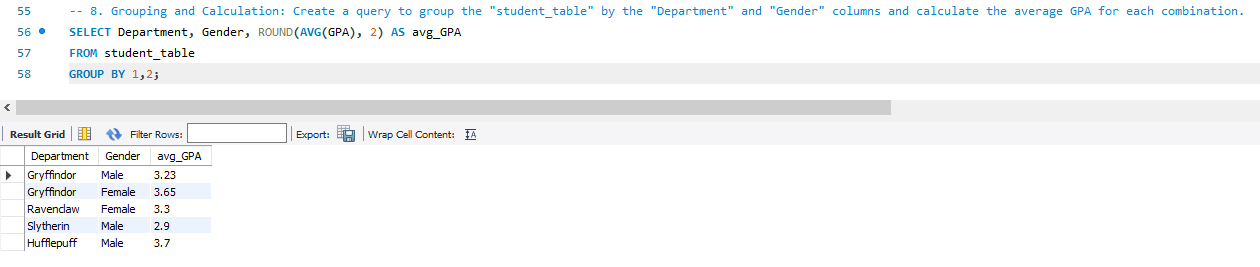 55 -- 8. Grouping and Calculation: Create a query to group the "student_table" by the "Department" and "Gender" columns and calculate the average GPA for each combination.
56 SELECT Department, Gender, ROUND(AVG(GPA), 2) AS avg_GPA
57 FROM student_table
58 GROUP BY 1,2;
Result Grid Filter Rows: Export: Wrap Cell Content: IA
Department Gender avg_GPA
Gryffindor Male 3.23
Gryffindor Female 3.65
Ravenclaw Female 3.3
Slytherin Male 2.9
Hufflepuff Male 3.7